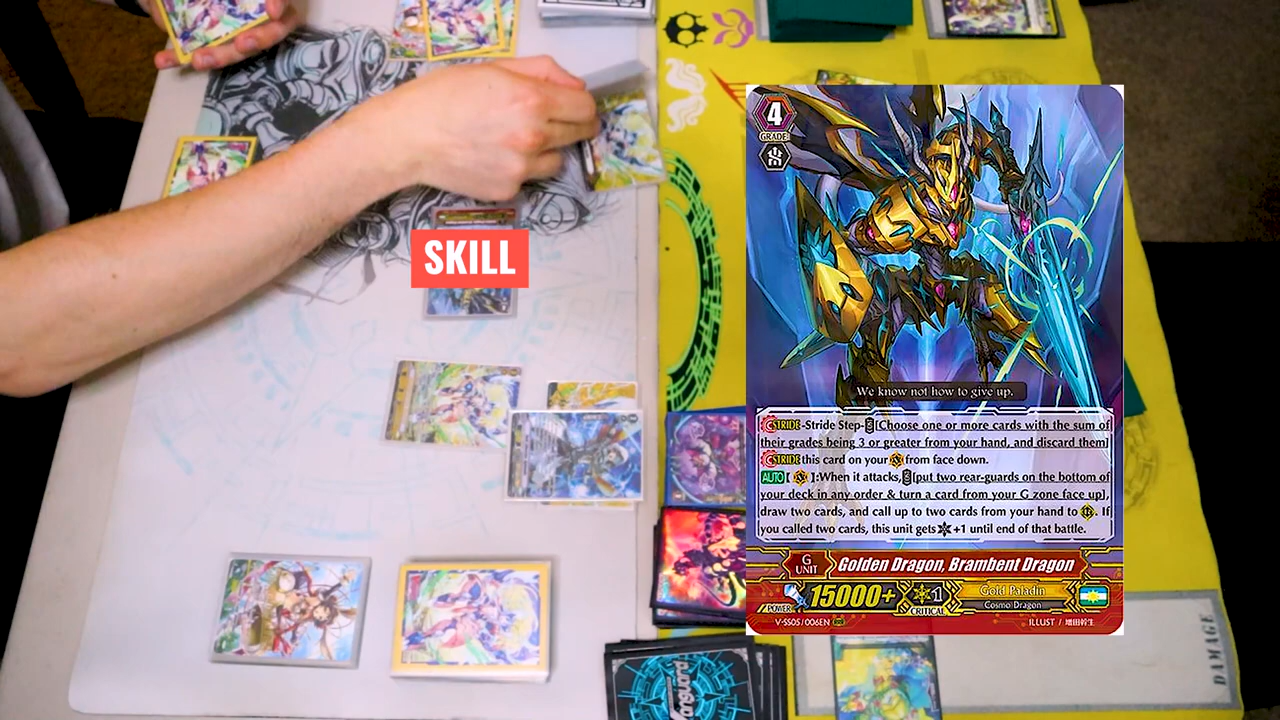 SKILL
4
GRADE
We know not how to give up.
STRIDE -Stride Step- [Choose one or more cards with the sum of
their grades being 3 or greater from your hand, and discard them]
STRIDE this card on your from face down.
AUTO【 】:When it attacks, [put two rear-guards on the bottom of
your deck in any order & turn a card from your G zone face up],
draw two cards, and call up to two cards from your hand to . If
you called two cards, this unit gets +1 until end of that battle.
G
UNIT
Golden Dragon, Brambent Dragon
POWER
15000+
1
CRITICAL
Gold Paladin
Cosmo Dragon
V-SS05/006EN
ILLUST / 増田幹生
DAMAGE
Vanguard